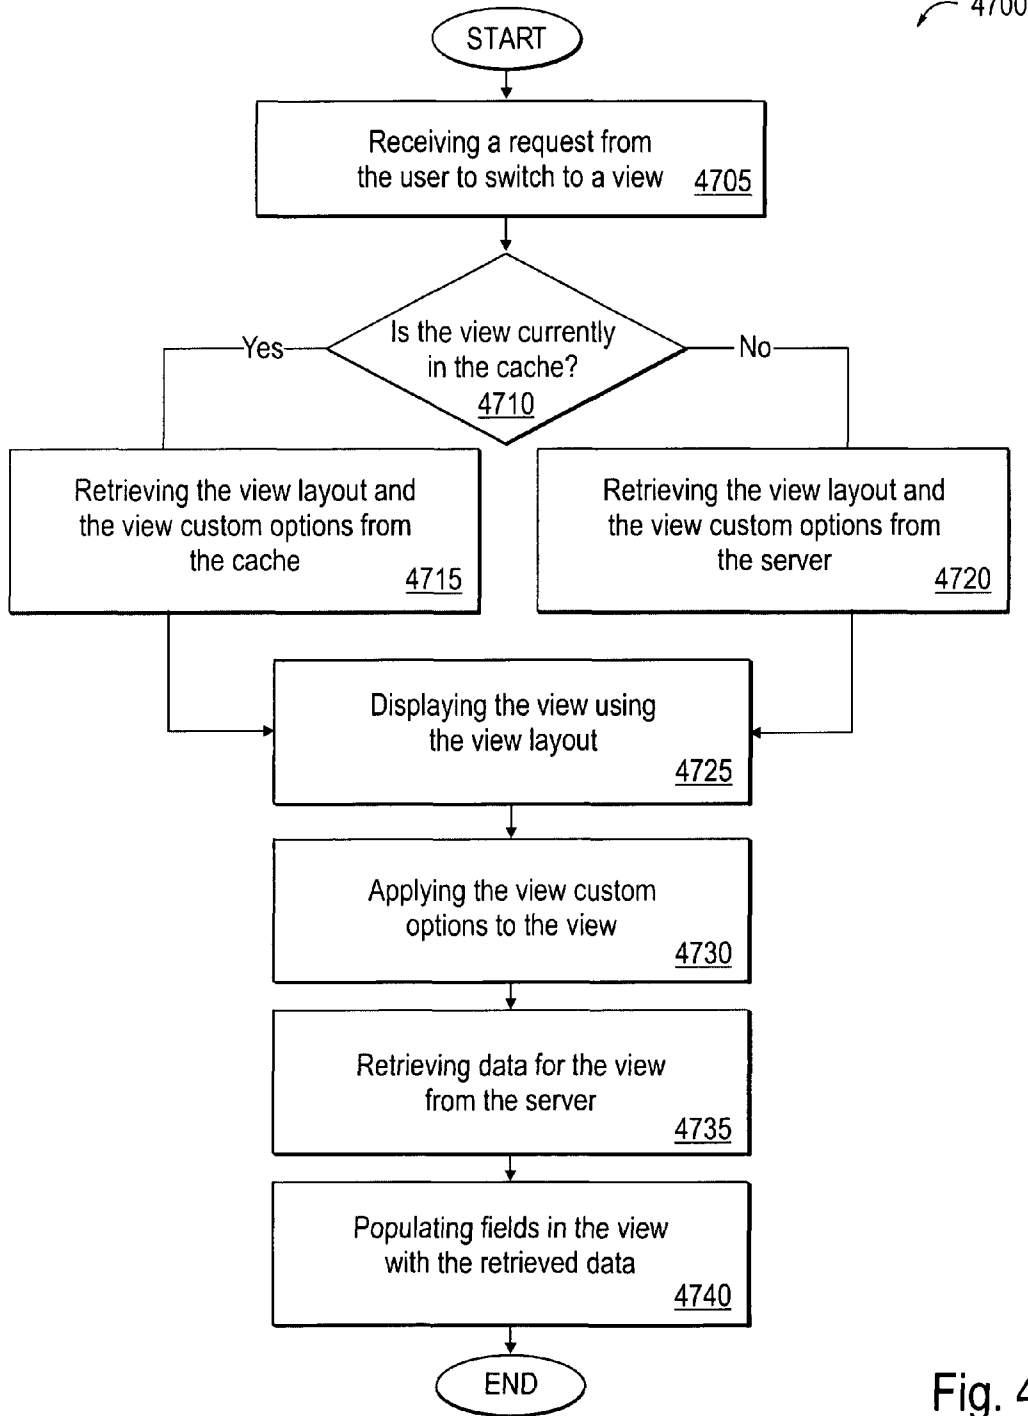 4700
START
Receiving a request from
the user to switch to a view 4705
Is the view currently
in the cache?
4710
Yes
No
Retrieving the view layout and
the view custom options from
the cache
4715
Retrieving the view layout and
the view custom options from
the server
4720
Displaying the view using
the view layout
4725
Applying the view custom
options to the view
4730
Retrieving data for the view
from the server
4735
Populating fields in the view
with the retrieved data
4740
END
Fig. 4